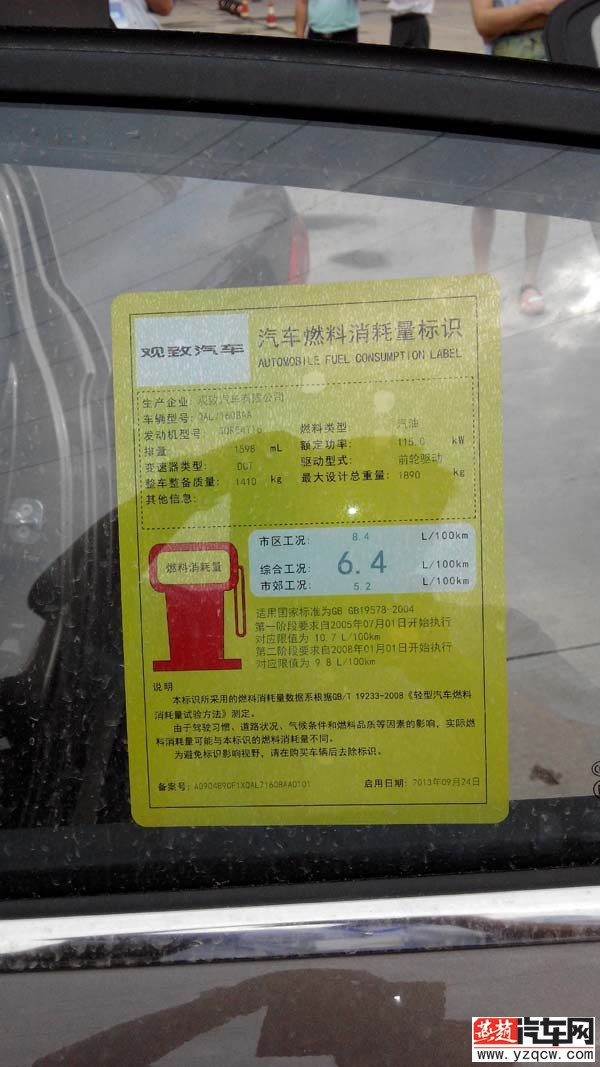 观致汽车
汽车燃料消耗量标识
AUTOMOBILE FUEL CONSUMPTION LABEL
生产企业: 观致汽车有限公司
车辆型号: QAL7160BAA
发动机型号:
燃料类型: 汽油
排量: 1598 mL
额定功率: 115.0 kW
变速器类型: DCT
驱动型式: 前轮驱动
整车整备质量: 1410 kg
最大设计总重量: 1890 kg
其他信息:
燃料消耗量
市区工况: 8.4 L/100km
综合工况: 6.4 L/100km
市郊工况: 5.2 L/100km
适用国家标准为GB GB19578-2004
第一阶段要求自2005年07月01日开始执行
对应限值为 10.7 L/100km
第二阶段要求自2008年01月01日开始执行
对应限值为 9.8 L/100km
说明
本标识所采用的燃料消耗量数据系根据GB/T 19233-2008《轻型汽车燃料
消耗量试验方法》测定。
由于驾驶习惯、道路状况、气候条件和燃料品质等因素的影响，实际燃
料消耗量可能与本标识的燃料消耗量不同。
为避免标识影响视野，请在购买车辆后去除标识。
备案号: A090489GF1XQAL7160BAA0101
启用日期: 2013年09月24日
燕赵汽车网
www.yzqcw.com